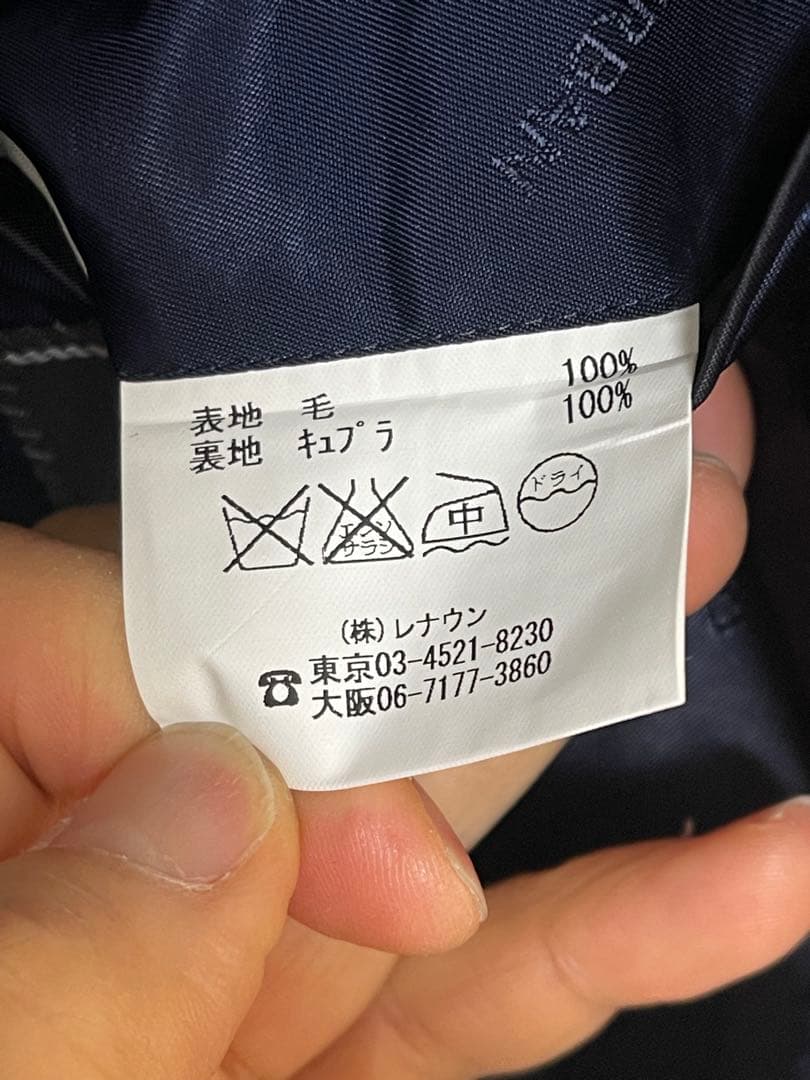 表地 毛 100%
裏地 ｷｭﾌﾟﾗ 100%
エンソ
サラシ
中
ドライ
(株)レナウン
☎東京03-4521-8230
大阪06-7177-3860